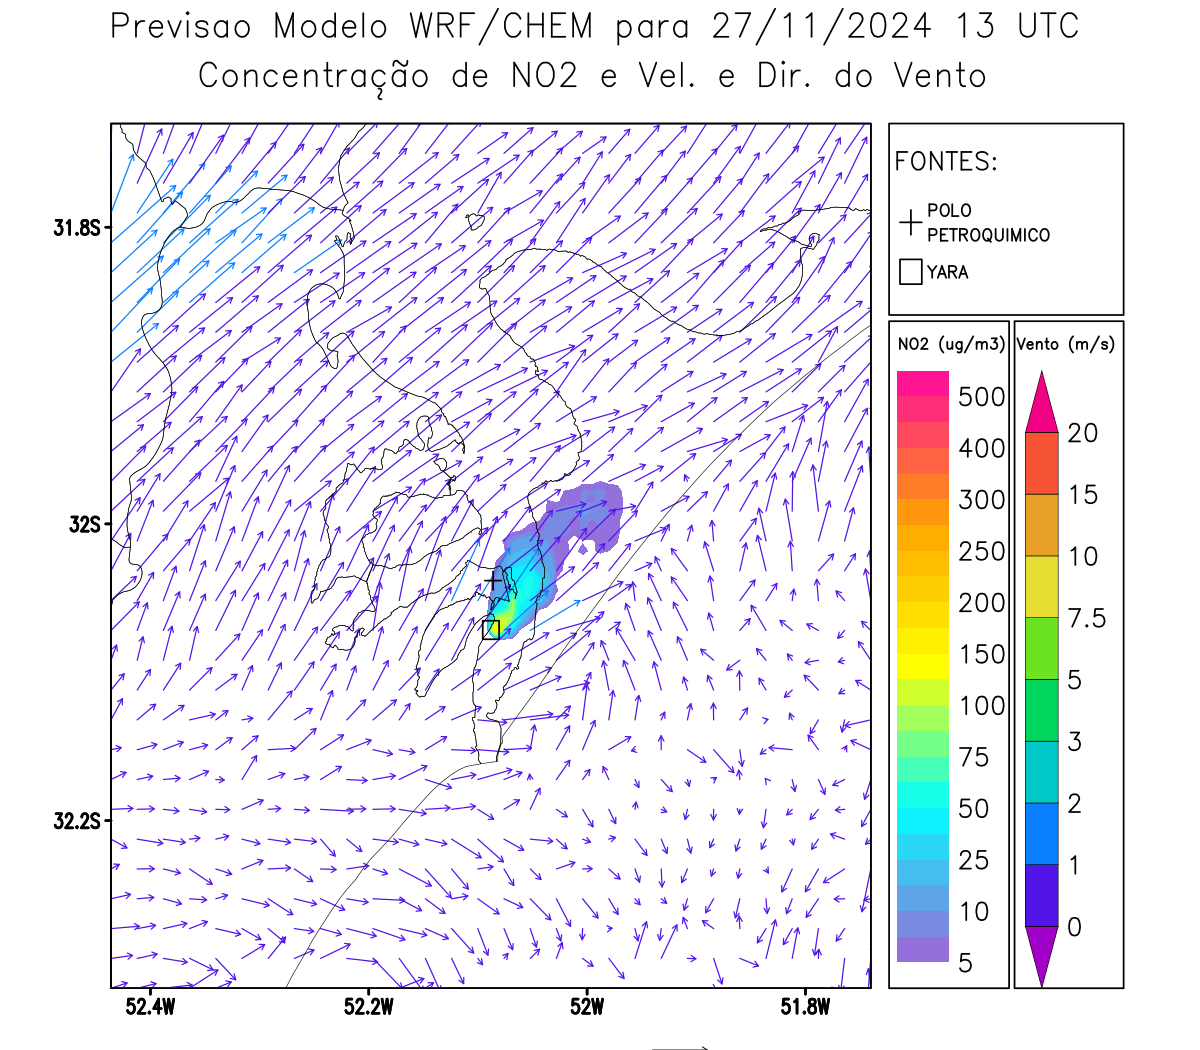 Previsao Modelo WRF/CHEM para 27/11/2024 13 UTC
Concentração de NO2 e Vel. e Dir. do Vento
FONTES:
POLO
PETROQUIMICO
YARA
NO2 (ug/m3)
500
400
300
250
200
150
100
75
50
25
10
5
Vento (m/s)
20
15
10
7.5
5
3
2
1
0
31.8S
32S
32.2S
52.4W
52.2W
52W
51.8W